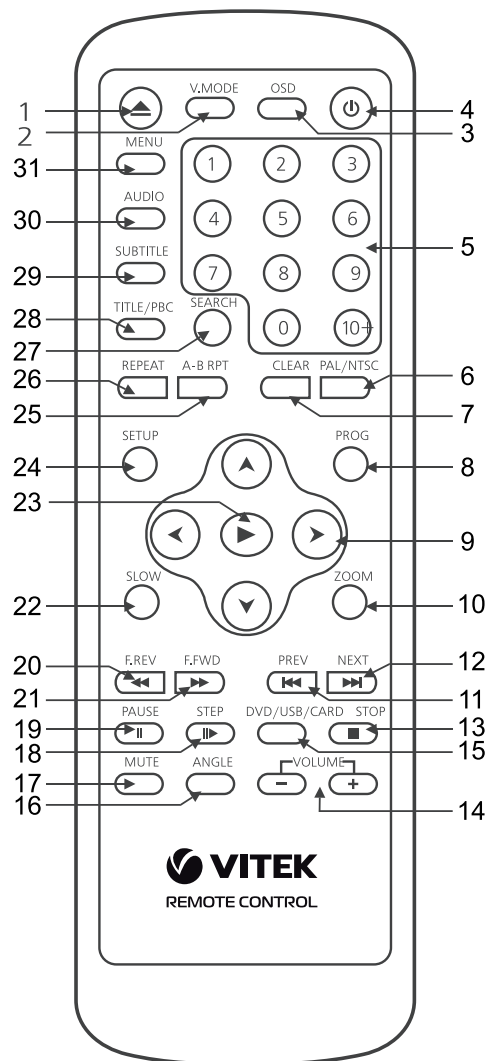 V.MODE OSD
1 4
2 3
MENU
31 1 2 3
AUDIO
30 4 5 6
5
SUBTITLE
29 7 8 9
TITLE/PBC SEARCH
28 0 10+
27
REPEAT A-B RPT CLEAR PAL/NTSC
26 6
25 7
SETUP PROG
24 8
23
9
SLOW ZOOM
22 10
F.REV F.FWD PREV NEXT
20 12
21 11
PAUSE STEP DVD/USB/CARD STOP
19 13
18 15
MUTE ANGLE VOLUME
17 14
16
VITEK
REMOTE CONTROL